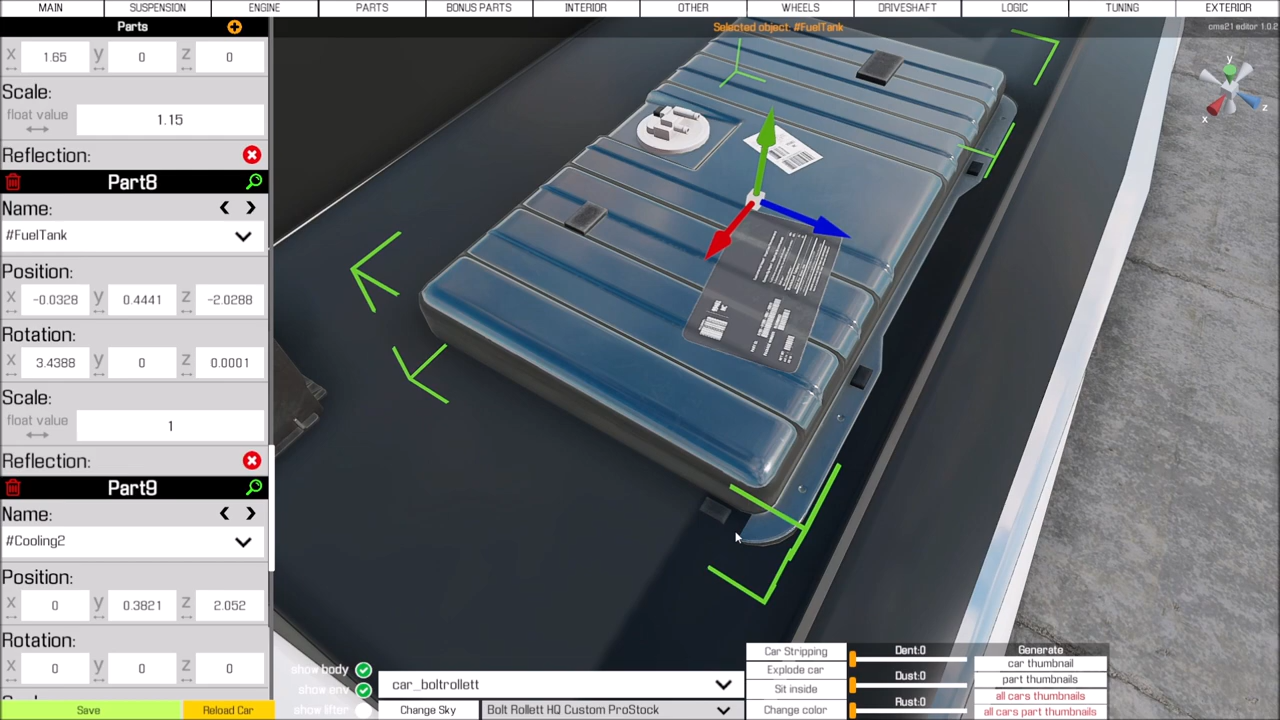 MAIN SUSPENSION ENGINE PARTS BONUS PARTS INTERIOR OTHER WHEELS DRIVESHAFT LOGIC TUNING EXTERIOR
Parts
Selected object: #FuelTank
cms21 editor 1.0.2
X 1.65 y 0 Z 0
Scale:
float value 1.15
Reflection:
Part8
Name:
#FuelTank
Position:
X -0.0328 y 0.4441 Z -2.0288
Rotation:
X 3.4388 y 0 Z 0.0001
Scale:
float value 1
Reflection:
Part9
Name:
#Cooling2
Position:
X 0 y 0.3821 Z 2.052
Rotation:
X 0 y 0 Z 0
y
x
z
show body
show env
show lifter
car_boltrollett
Change Sky
Bolt Rollett HQ Custom ProStock
Save
Reload Car
Car Stripping
Explode car
Sit inside
Change color
Dent:0
Dust:0
Rust:0
Generate
car thumbnail
part thumbnails
all cars thumbnails
all cars part thumbnails